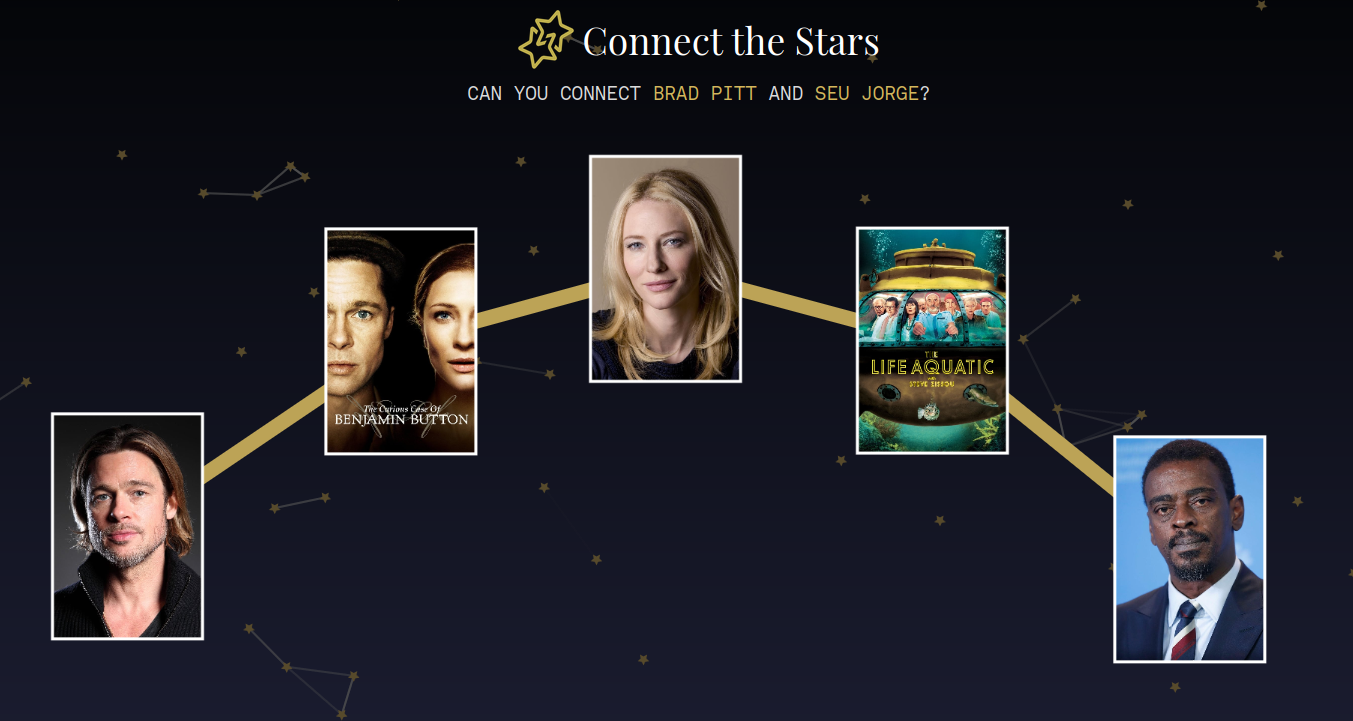 Connect the Stars
CAN YOU CONNECT BRAD PITT AND SEU JORGE?
The Curious Case Of
BENJAMIN BUTTON
THE
LIFE AQUATIC
WITH
STEVE ZISSOU